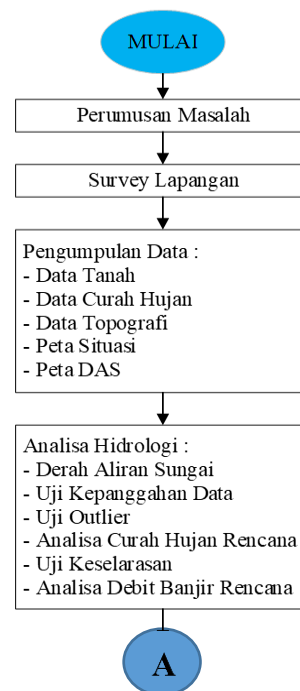 MULAI
Perumusan Masalah
Survey Lapangan
Pengumpulan Data :
- Data Tanah
- Data Curah Hujan
- Data Topografi
- Peta Situasi
- Peta DAS
Analisa Hidrologi :
- Derah Aliran Sungai
- Uji Kepanggahan Data
- Uji Outlier
- Analisa Curah Hujan Rencana
- Uji Keselarasan
- Analisa Debit Banjir Rencana
A